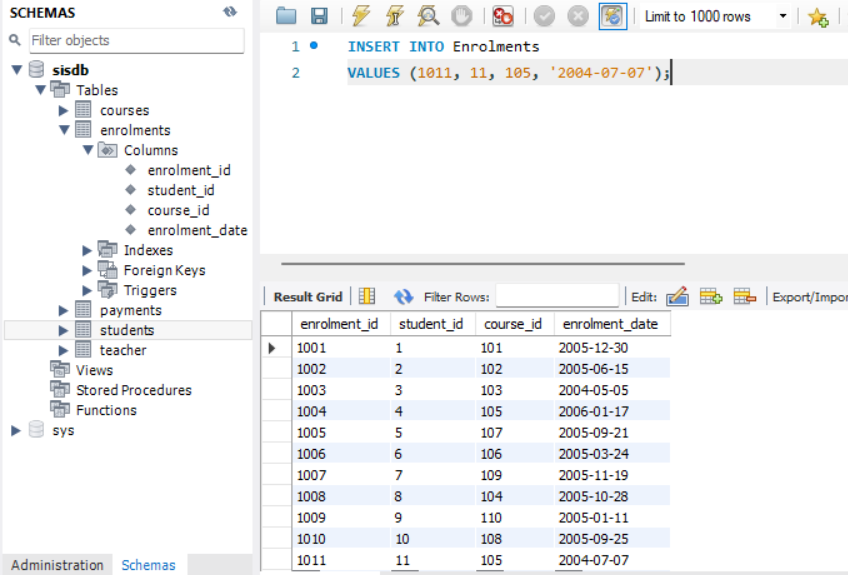 SCHEMAS
Filter objects
sisdb
Tables
courses
enrolments
Columns
enrolment_id
student_id
course_id
enrolment_date
Indexes
Foreign Keys
Triggers
payments
students
teacher
Views
Stored Procedures
Functions
sys
Administration Schemas
Limit to 1000 rows
1 INSERT INTO Enrolments
2 VALUES (1011, 11, 105, '2004-07-07');
Result Grid Filter Rows: Edit: Export/Impor
enrolment_id student_id course_id enrolment_date
1001 1 101 2005-12-30
1002 2 102 2005-06-15
1003 3 103 2004-05-05
1004 4 105 2006-01-17
1005 5 107 2005-09-21
1006 6 106 2005-03-24
1007 7 109 2005-11-19
1008 8 104 2005-10-28
1009 9 110 2005-01-11
1010 10 108 2005-09-25
1011 11 105 2004-07-07